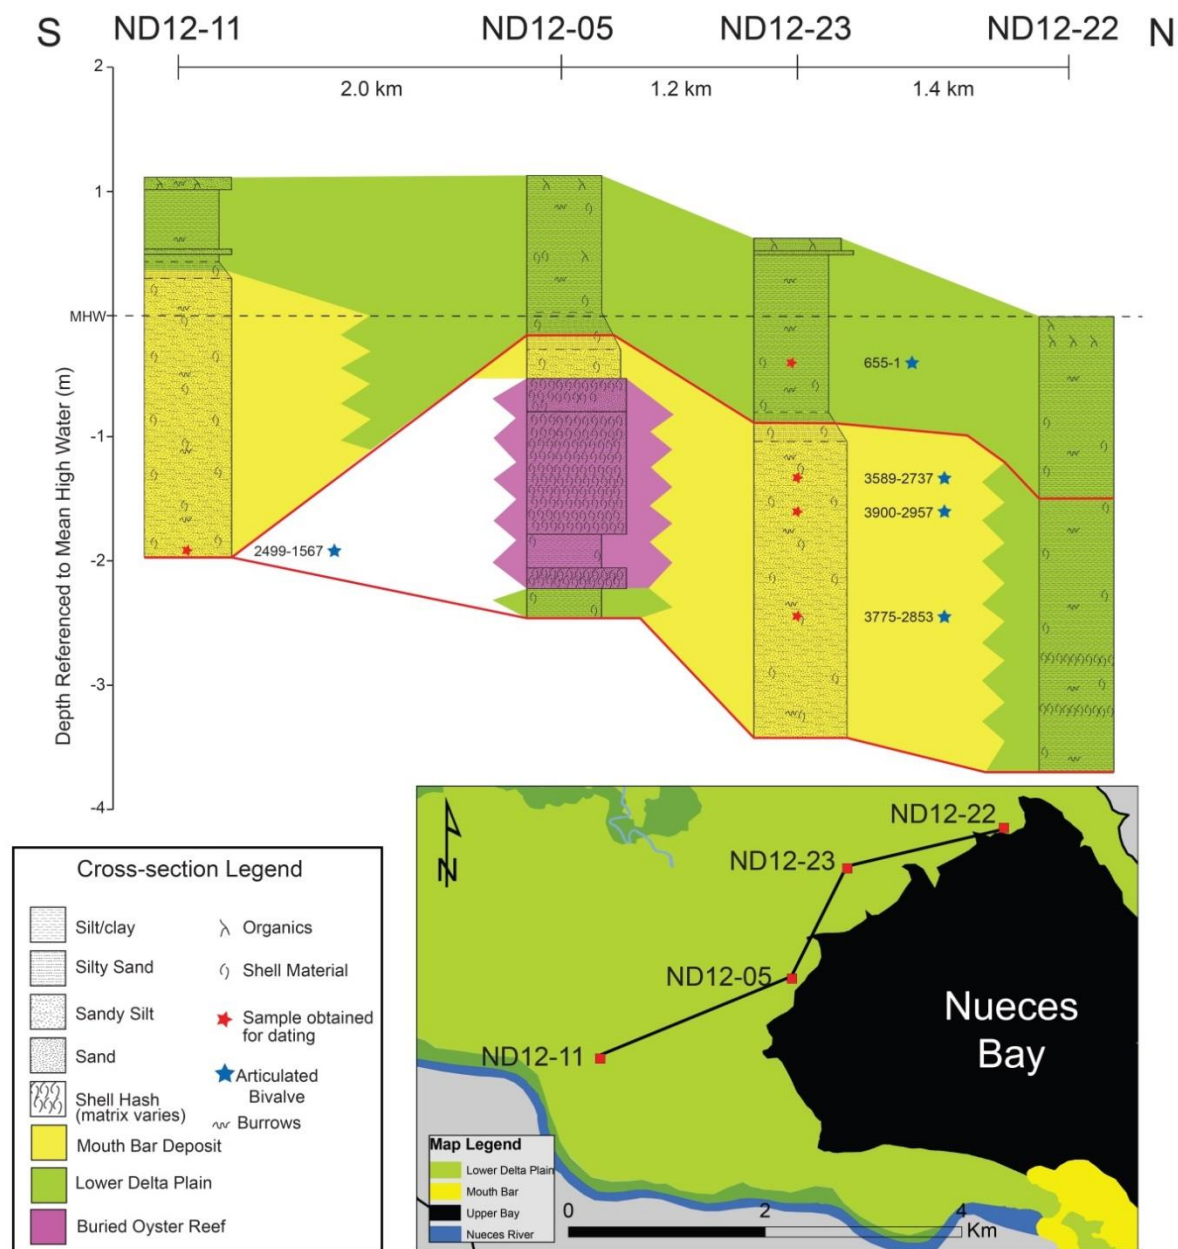 S ND12-11 ND12-05 ND12-23 ND12-22 N
2.0 km 1.2 km 1.4 km
Depth Referenced to Mean High Water (m)
2
1
MHW
-1
-2
-3
-4
655-1
3589-2737
3900-2957
2499-1567
3775-2853
Cross-section Legend
Silt/clay
Silty Sand
Sandy Silt
Sand
Shell Hash
(matrix varies)
Mouth Bar Deposit
Lower Delta Plain
Buried Oyster Reef
Organics
Shell Material
Sample obtained
for dating
Articulated
Bivalve
Burrows
N
ND12-22
ND12-23
ND12-05
ND12-11
Nueces
Bay
Map Legend
Lower Delta Plain
Mouth Bar
Upper Bay
Nueces River
0 2 4
Km